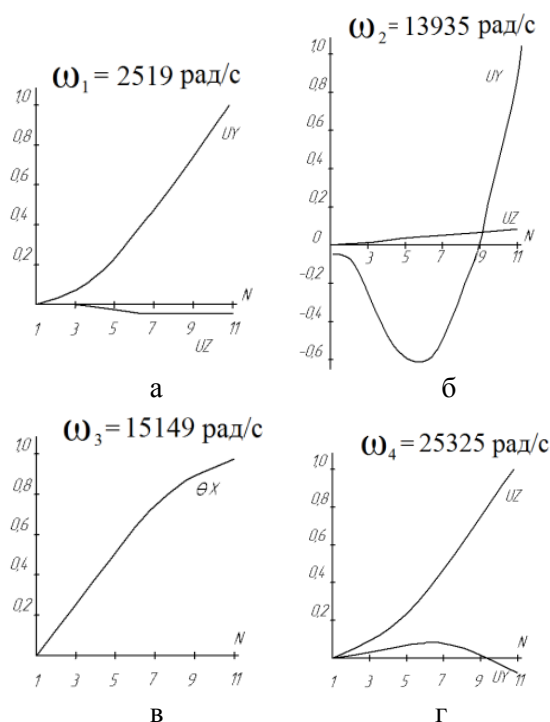 ω₁ = 2519 рад/с
1,0
0,8
0,6
0,4
0,2
UY
N
1 3 5 7 9 11
UZ
а
ω₂ = 13935 рад/с
1,0
0,8
0,6
0,4
0,2
0
-0,2
-0,4
-0,6
UY
UZ
N
3 5 7 9 11
б
ω₃ = 15149 рад/с
1,0
0,8
0,6
0,4
0,2
θX
N
1 3 5 7 9 11
в
ω₄ = 25325 рад/с
1,0
0,8
0,6
0,4
0,2
UZ
N
1 3 5 7 9 11
UY
г